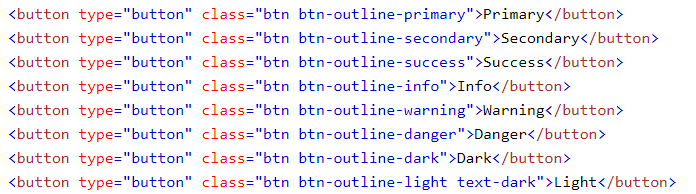 <button type="button" class="btn btn-outline-primary">Primary</button>
<button type="button" class="btn btn-outline-secondary">Secondary</button>
<button type="button" class="btn btn-outline-success">Success</button>
<button type="button" class="btn btn-outline-info">Info</button>
<button type="button" class="btn btn-outline-warning">Warning</button>
<button type="button" class="btn btn-outline-danger">Danger</button>
<button type="button" class="btn btn-outline-dark">Dark</button>
<button type="button" class="btn btn-outline-light text-dark">Light</button>